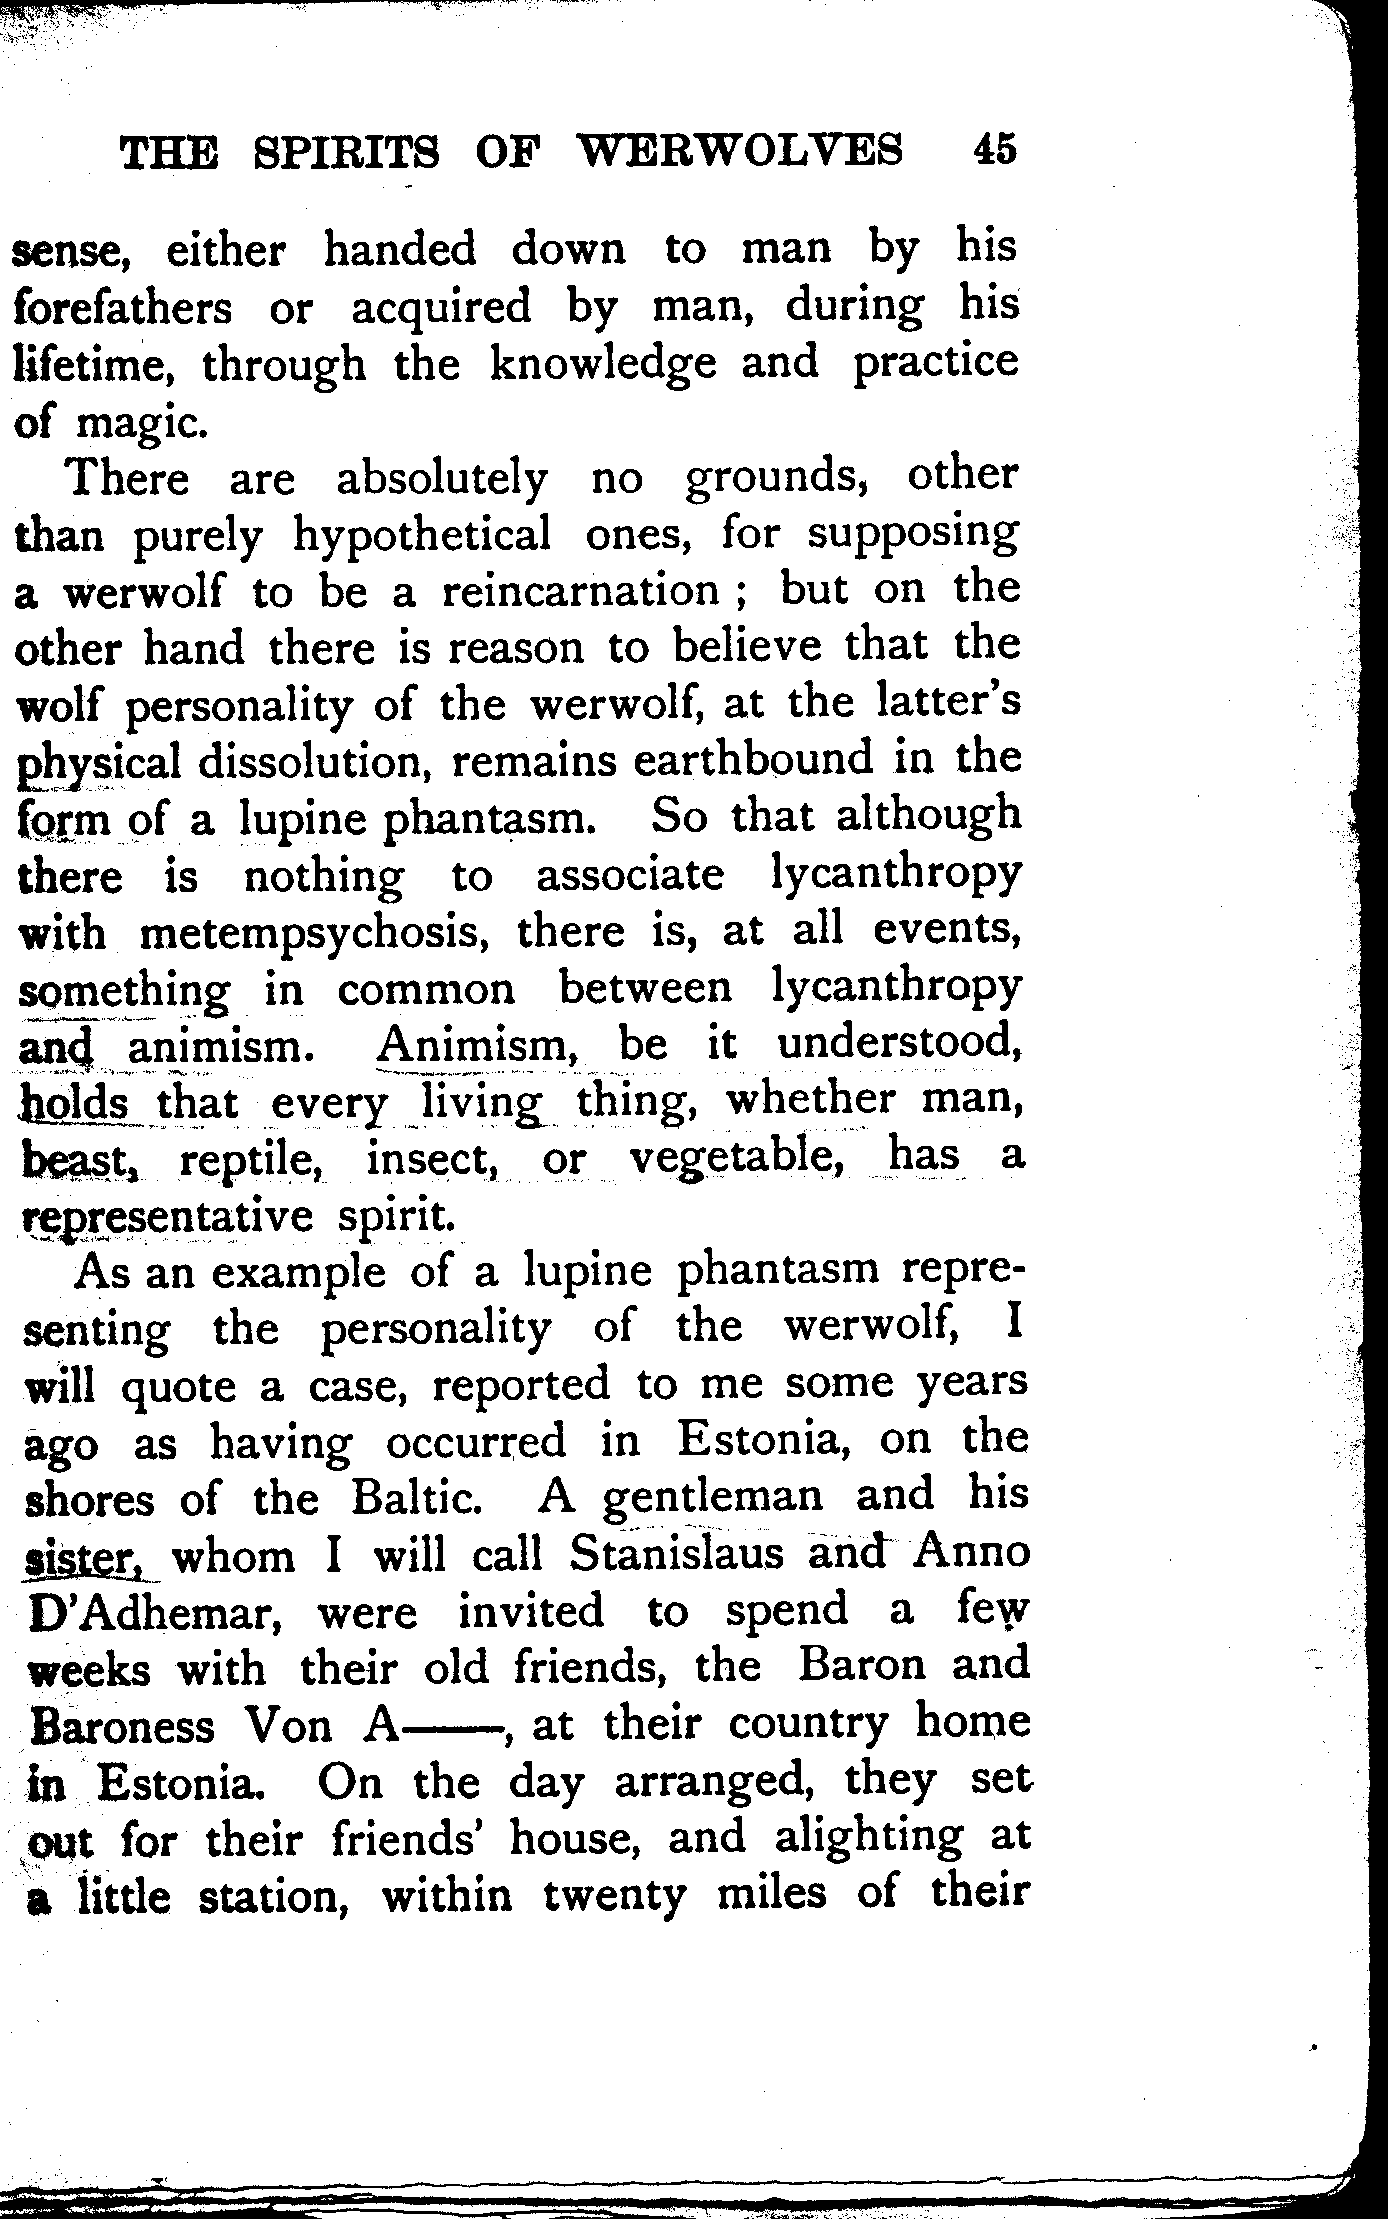 THE SPIRITS OF WERWOLVES 45
sense, either handed down to man by his
forefathers or acquired by man, during his
lifetime, through the knowledge and practice
of magic.
There are absolutely no grounds, other
than purely hypothetical ones, for supposing
a werwolf to be a reincarnation ; but on the
other hand there is reason to believe that the
wolf personality of the werwolf, at the latter's
physical dissolution, remains earthbound in the
form of a lupine phantasm. So that although
there is nothing to associate lycanthropy
with metempsychosis, there is, at all events,
something in common between lycanthropy
and animism. Animism, be it understood,
holds that every living thing, whether man,
beast, reptile, insect, or vegetable, has a
representative spirit.
As an example of a lupine phantasm repre-
senting the personality of the werwolf, I
will quote a case, reported to me some years
ago as having occurred in Estonia, on the
shores of the Baltic. A gentleman and his
sister, whom I will call Stanislaus and Anno
D'Adhemar, were invited to spend a few
weeks with their old friends, the Baron and
Baroness Von A——, at their country home
in Estonia. On the day arranged, they set
out for their friends' house, and alighting at
a little station, within twenty miles of their